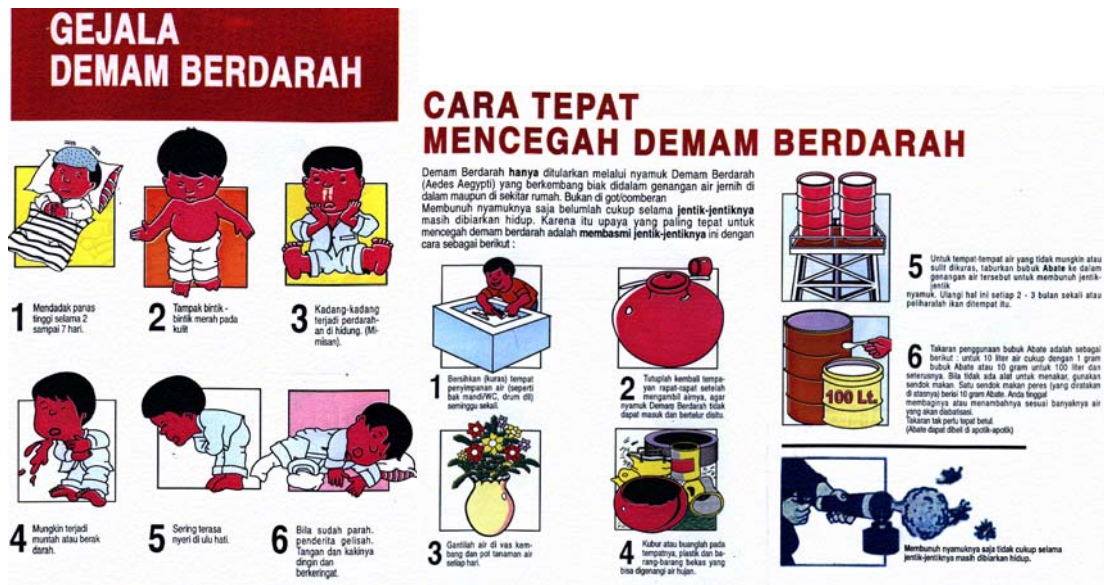 GEJALA
DEMAM BERDARAH
1 Mendadak panas
tinggi selama 2
sampai 7 hari.
2 Tampak bintik -
bintik merah pada
kulit
3 Kadang-kadang
terjadi perdarah-
an di hidung. (Mi-
misan).
4 Mungkin terjadi
muntah atau berak
darah.
5 Sering terasa
nyeri di ulu hati.
6 Bila sudah parah.
penderita gelisah.
Tangan dan kakinya
dingin dan
berkeringat.
CARA TEPAT
MENCEGAH DEMAM BERDARAH
Demam Berdarah hanya ditularkan melalui nyamuk Demam Berdarah
(Aedes Aegypti) yang berkembang biak didalam genangan air jernih di
dalam maupun di sekitar rumah. Bukan di got/comberan
Membunuh nyamuknya saja belumlah cukup selama jentik-jentiknya
masih dibiarkan hidup. Karena itu upaya yang paling tepat untuk
mencegah demam berdarah adalah membasmi jentik-jentiknya ini dengan
cara sebagai berikut :
1 Bersihkan (kuras) tempat
penyimpanan air (seperti
bak mandi/WC, drum dll)
seminggu sekali.
2 Tutuplah kembali tempa-
yan rapat-rapat setelah
mengambil airnya, agar
nyamuk Demam Berdarah tidak
dapat masuk dan bertelur disitu.
3 Gantilah air di vas kem-
bang dan pot tanaman air
setiap hari.
4 Kubur atau buanglah pada
tempatnya, plastik dan ba-
rang-barang bekas yang
bisa digenangi air hujan.
5 Untuk tempat-tempat air yang tidak mungkin atau
sulit dikuras, taburkan bubuk Abate ke dalam
genangan air tersebut untuk membunuh jentik-
jentik
nyamuk. Ulangi hal ini setiap 2 - 3 bulan sekali atau
peliharalah ikan ditempat itu.
6 Takaran penggunaan bubuk Abate adalah sebagai
berikut : untuk 10 liter air cukup dengan 1 gram
bubuk Abate atau 10 gram untuk 100 liter dan
seterusnya. Bila tidak ada alat untuk menakar, gunakan
sendok makan. Satu sendok makan peres (yang diratakan
di atasnya) berisi 10 gram Abate. Anda tinggal
membaginya atau menambahnya sesuai banyaknya air
yang akan diabatisasi.
Takaran tak perlu tepat betul.
(Abate dapat dibeli di apotik-apotik)
100 Lt.
Membunuh nyamuknya saja tidak cukup selama
jentik-jentiknya masih dibiarkan hidup.